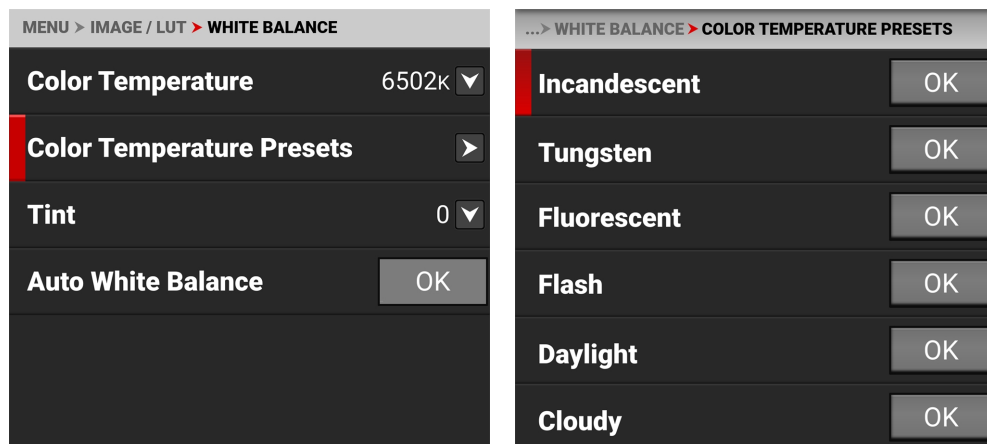 MENU > IMAGE / LUT > WHITE BALANCE
Color Temperature 6502K
Color Temperature Presets
Tint 0
Auto White Balance OK
...> WHITE BALANCE > COLOR TEMPERATURE PRESETS
Incandescent OK
Tungsten OK
Fluorescent OK
Flash OK
Daylight OK
Cloudy OK